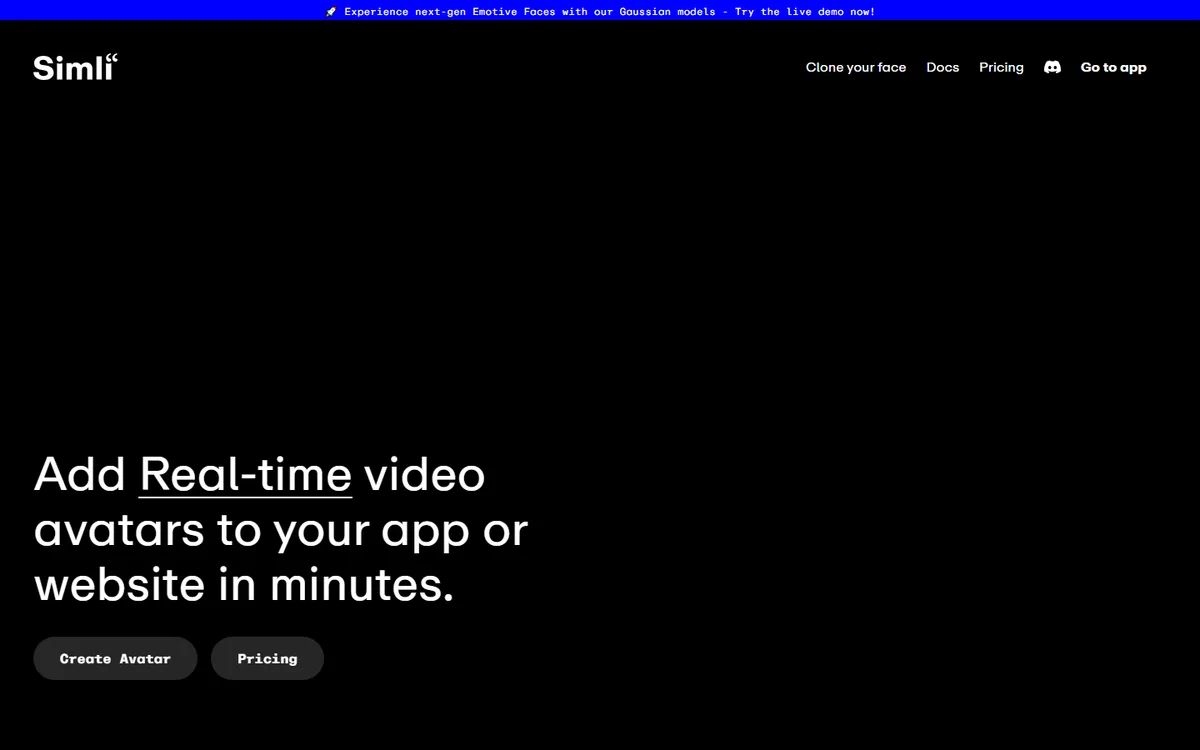 🚀 Experience next-gen Emotive Faces with our Gaussian models - Try the live demo now!
Simli
Clone your face Docs Pricing Go to app
Add Real-time video
avatars to your app or
website in minutes.
Create Avatar Pricing